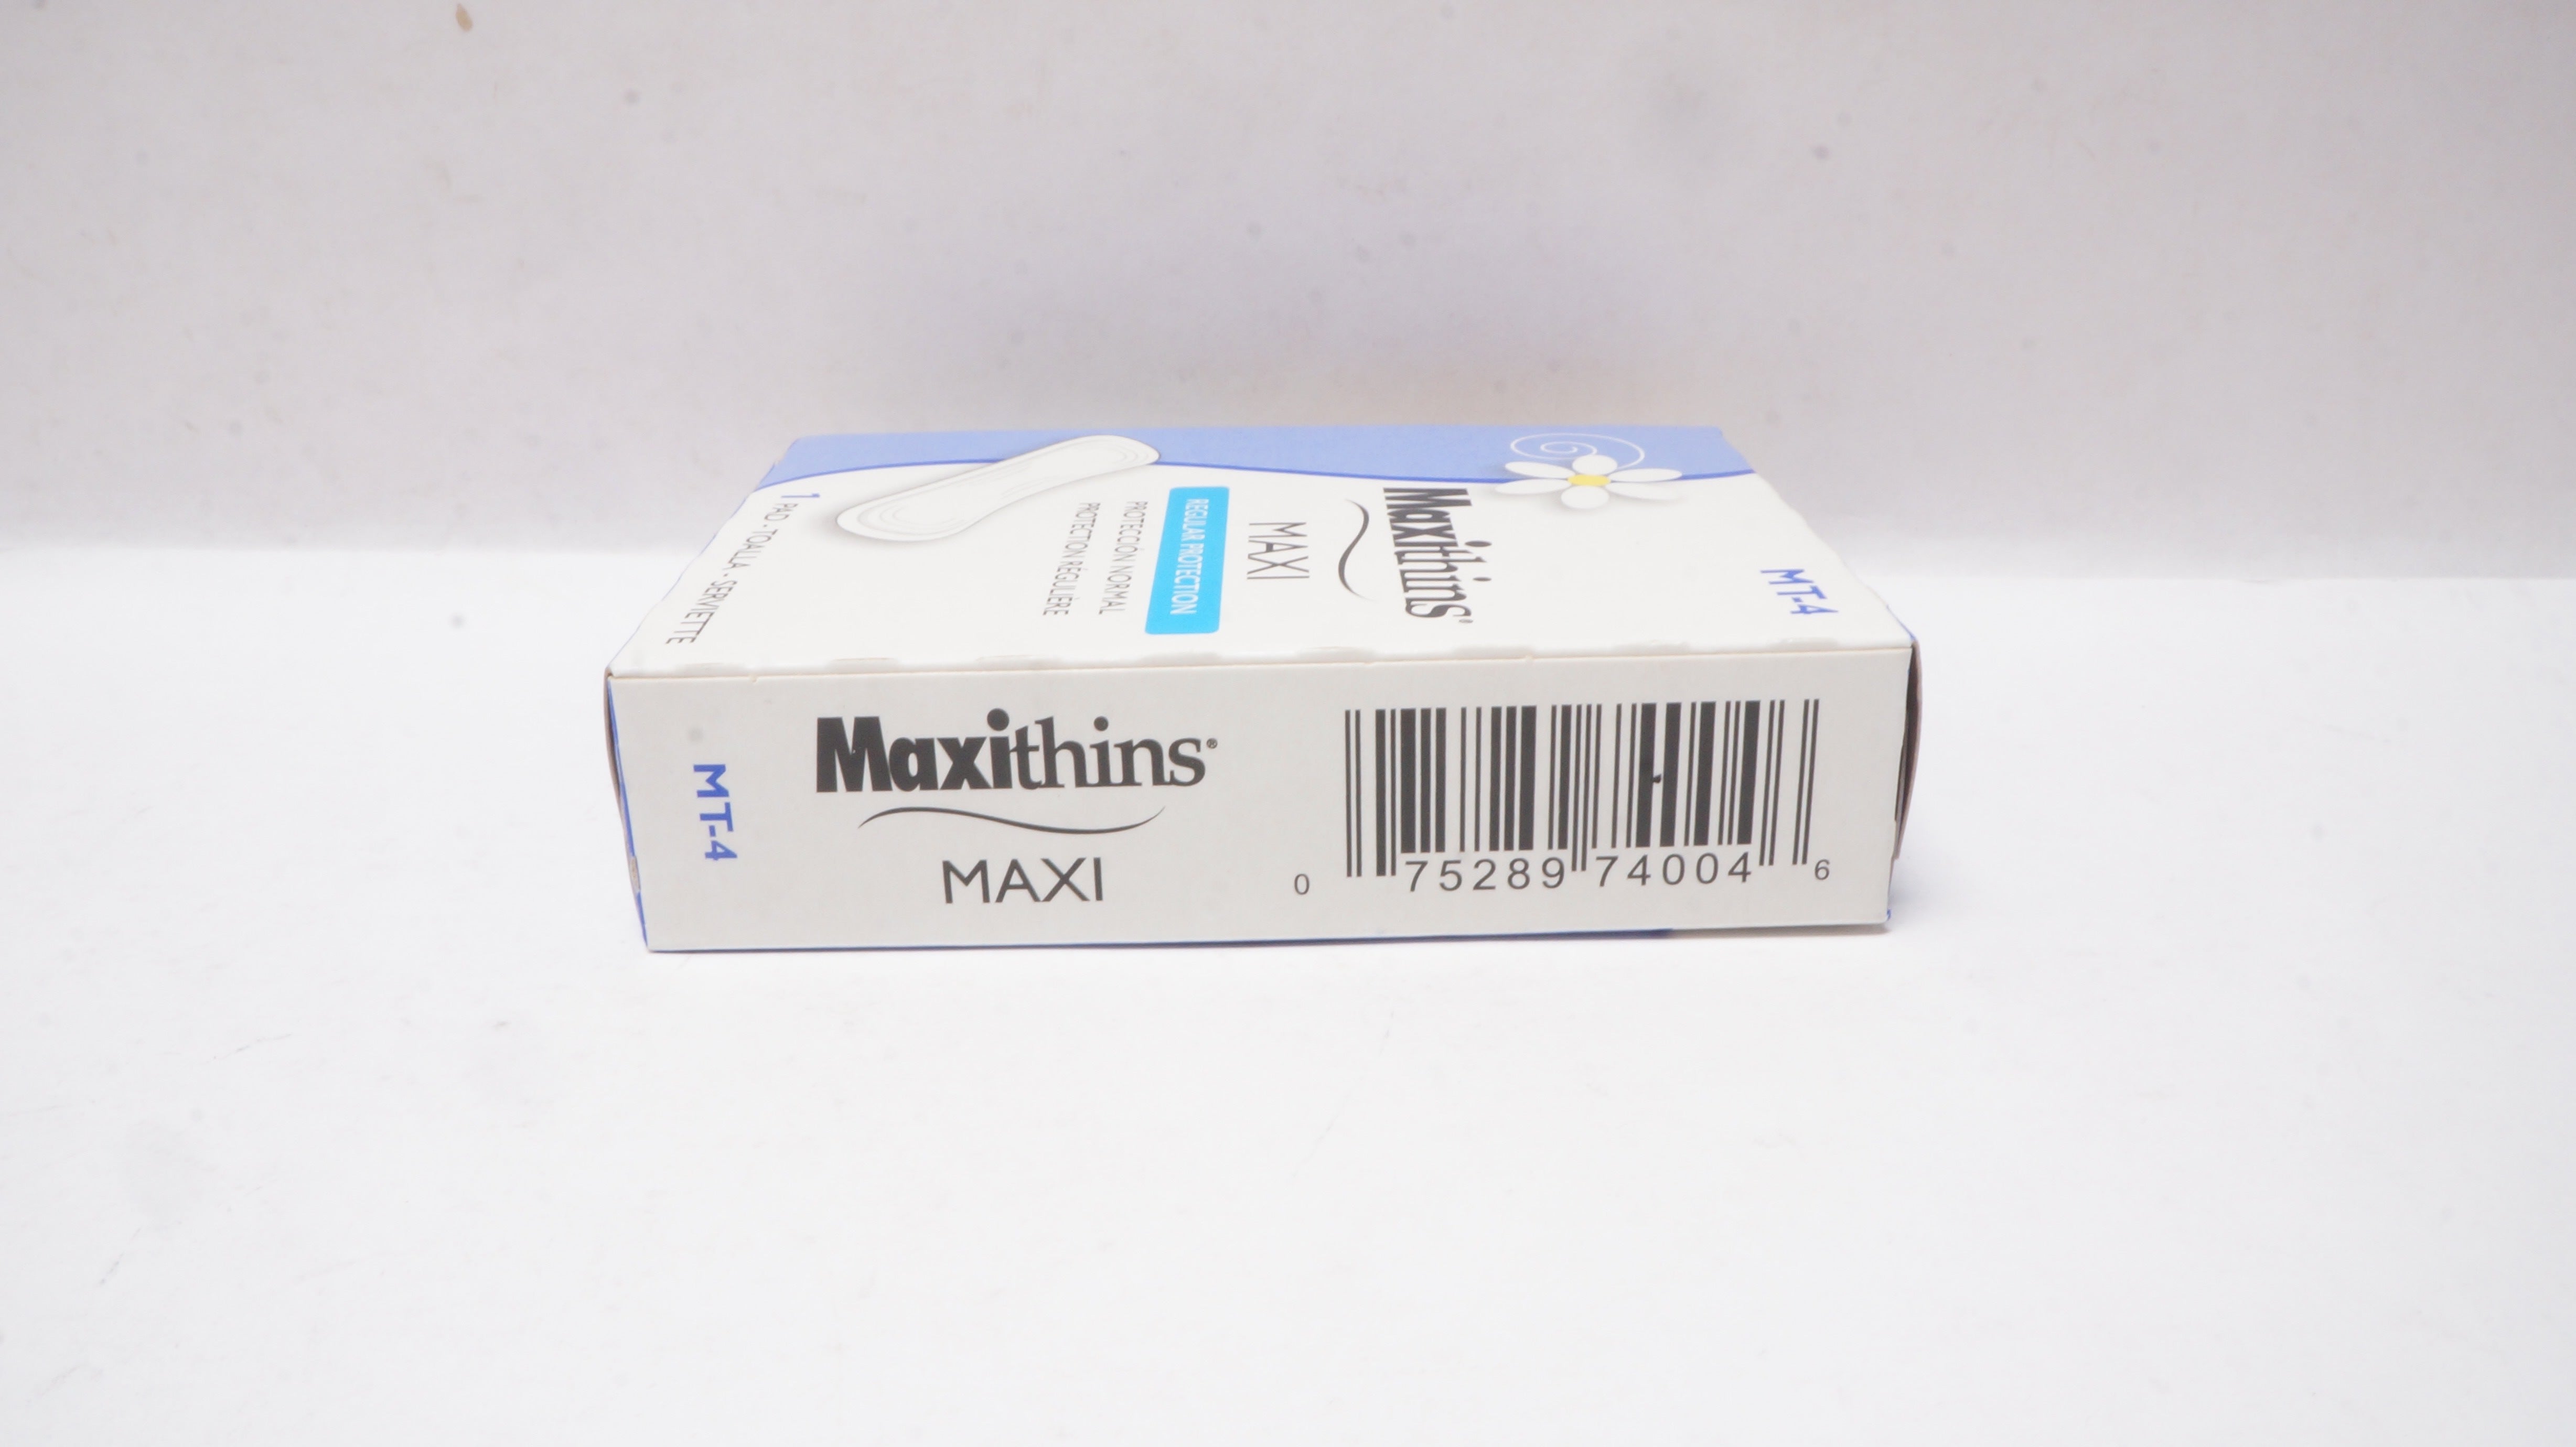 MT-4
Maxithins®
MAXI
REGULAR PROTECTION
PROTECCIÓN NORMAL
PROTECTION RÉGULIÈRE
1 PAD • TOALLA • SERVIETTE
MT-4
Maxithins®
MAXI
0 75289 74004 6